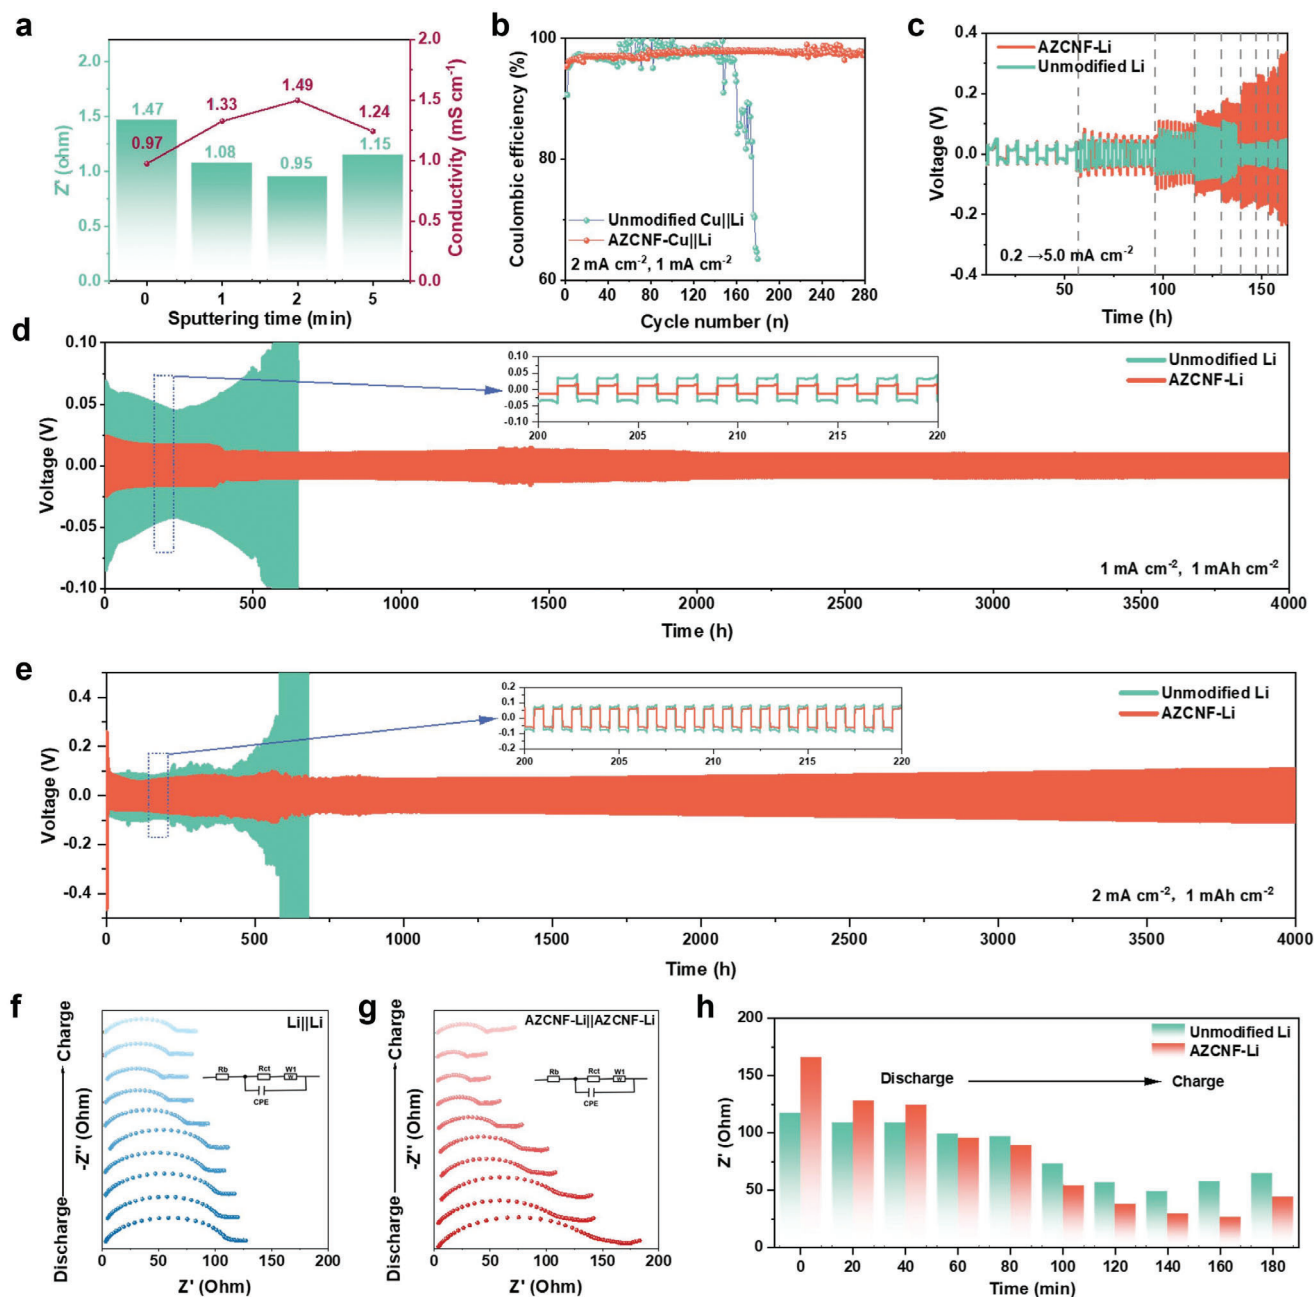 a
Z' (ohm)
2.0
1.5
1.0
0.5
0.0
1.47
1.08
0.95
1.15
0.97
1.33
1.49
1.24
0
1
2
5
Sputtering time (min)
2.0
1.5
1.0
0.5
0.0
Conductivity (mS cm⁻¹)
b
Coulombic efficiency (%)
100
80
60
Unmodified Cu||Li
AZCNF-Cu||Li
2 mA cm⁻², 1 mA cm⁻²
0 40 80 120 160 200 240 280
Cycle number (n)
c
Voltage (V)
0.4
0.2
0.0
-0.2
-0.4
AZCNF-Li
Unmodified Li
0.2 →5.0 mA cm⁻²
50 100 150
Time (h)
d
Voltage (V)
0.10
0.05
0.00
-0.05
-0.10
0.10
0.05
0.00
-0.05
-0.10
200 205 210 215 220
Unmodified Li
AZCNF-Li
1 mA cm⁻², 1 mAh cm⁻²
0 500 1000 1500 2000 2500 3000 3500 4000
Time (h)
e
Voltage (V)
0.4
0.2
0.0
-0.2
-0.4
0.2
0.1
0.0
-0.1
-0.2
200 205 210 215 220
Unmodified Li
AZCNF-Li
2 mA cm⁻², 1 mAh cm⁻²
0 500 1000 1500 2000 2500 3000 3500 4000
Time (h)
f
Discharge
Charge
-Z'' (Ohm)
Li||Li
Rb
Rct
W1
W
CPE
0 50 100 150 200
Z' (Ohm)
g
Discharge
Charge
-Z'' (Ohm)
AZCNF-Li||AZCNF-Li
Rb
Rct
W1
W
CPE
0 50 100 150 200
Z' (Ohm)
h
Z' (Ohm)
200
150
100
50
0
Unmodified Li
AZCNF-Li
Discharge
Charge
0 20 40 60 80 100 120 140 160 180
Time (min)